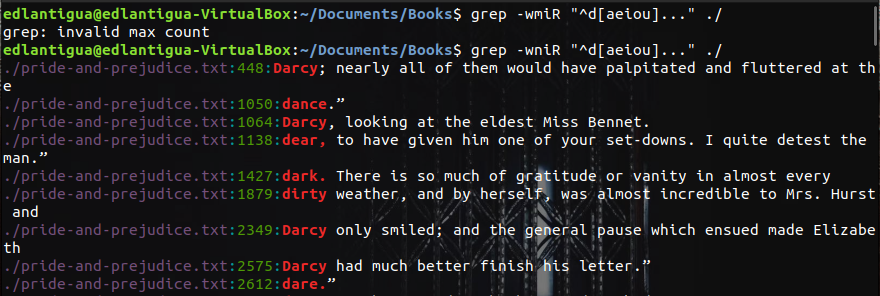 edlantigua@edlantigua-VirtualBox:~/Documents/Books$ grep -wmiR "^d[aeiou]..." ./
grep: invalid max count
edlantigua@edlantigua-VirtualBox:~/Documents/Books$ grep -wniR "^d[aeiou]..." ./
./pride-and-prejudice.txt:448:Darcy; nearly all of them would have palpitated and fluttered at th
e
./pride-and-prejudice.txt:1050:dance.”
./pride-and-prejudice.txt:1064:Darcy, looking at the eldest Miss Bennet.
./pride-and-prejudice.txt:1138:dear, to have given him one of your set-downs. I quite detest the
man.”
./pride-and-prejudice.txt:1427:dark. There is so much of gratitude or vanity in almost every
./pride-and-prejudice.txt:1879:dirty weather, and by herself, was almost incredible to Mrs. Hurst
 and
./pride-and-prejudice.txt:2349:Darcy only smiled; and the general pause which ensued made Elizabe
th
./pride-and-prejudice.txt:2575:Darcy had much better finish his letter.”
./pride-and-prejudice.txt:2612:dare.”